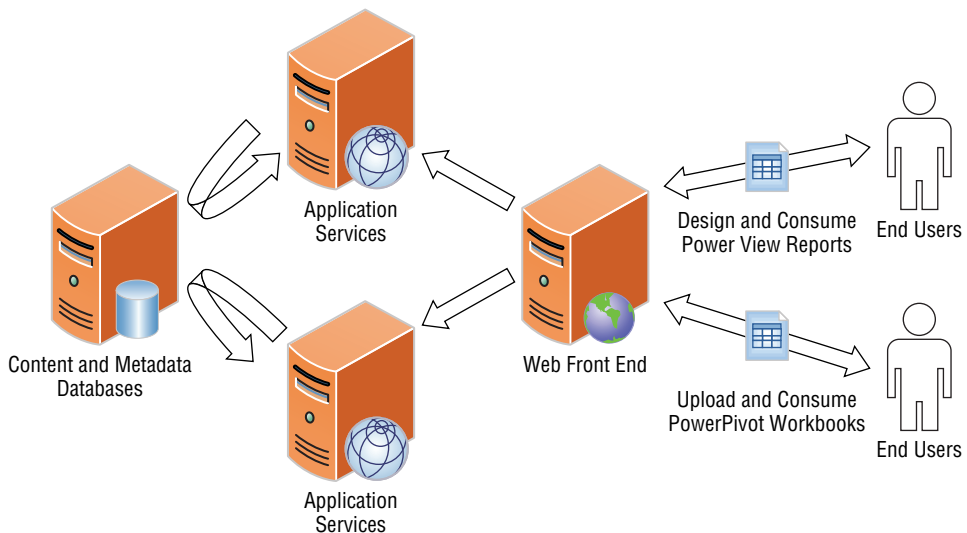 Application
Services
Content and Metadata
Databases
Application
Services
Web Front End
Design and Consume
Power View Reports
End Users
Upload and Consume
PowerPivot Workbooks
End Users